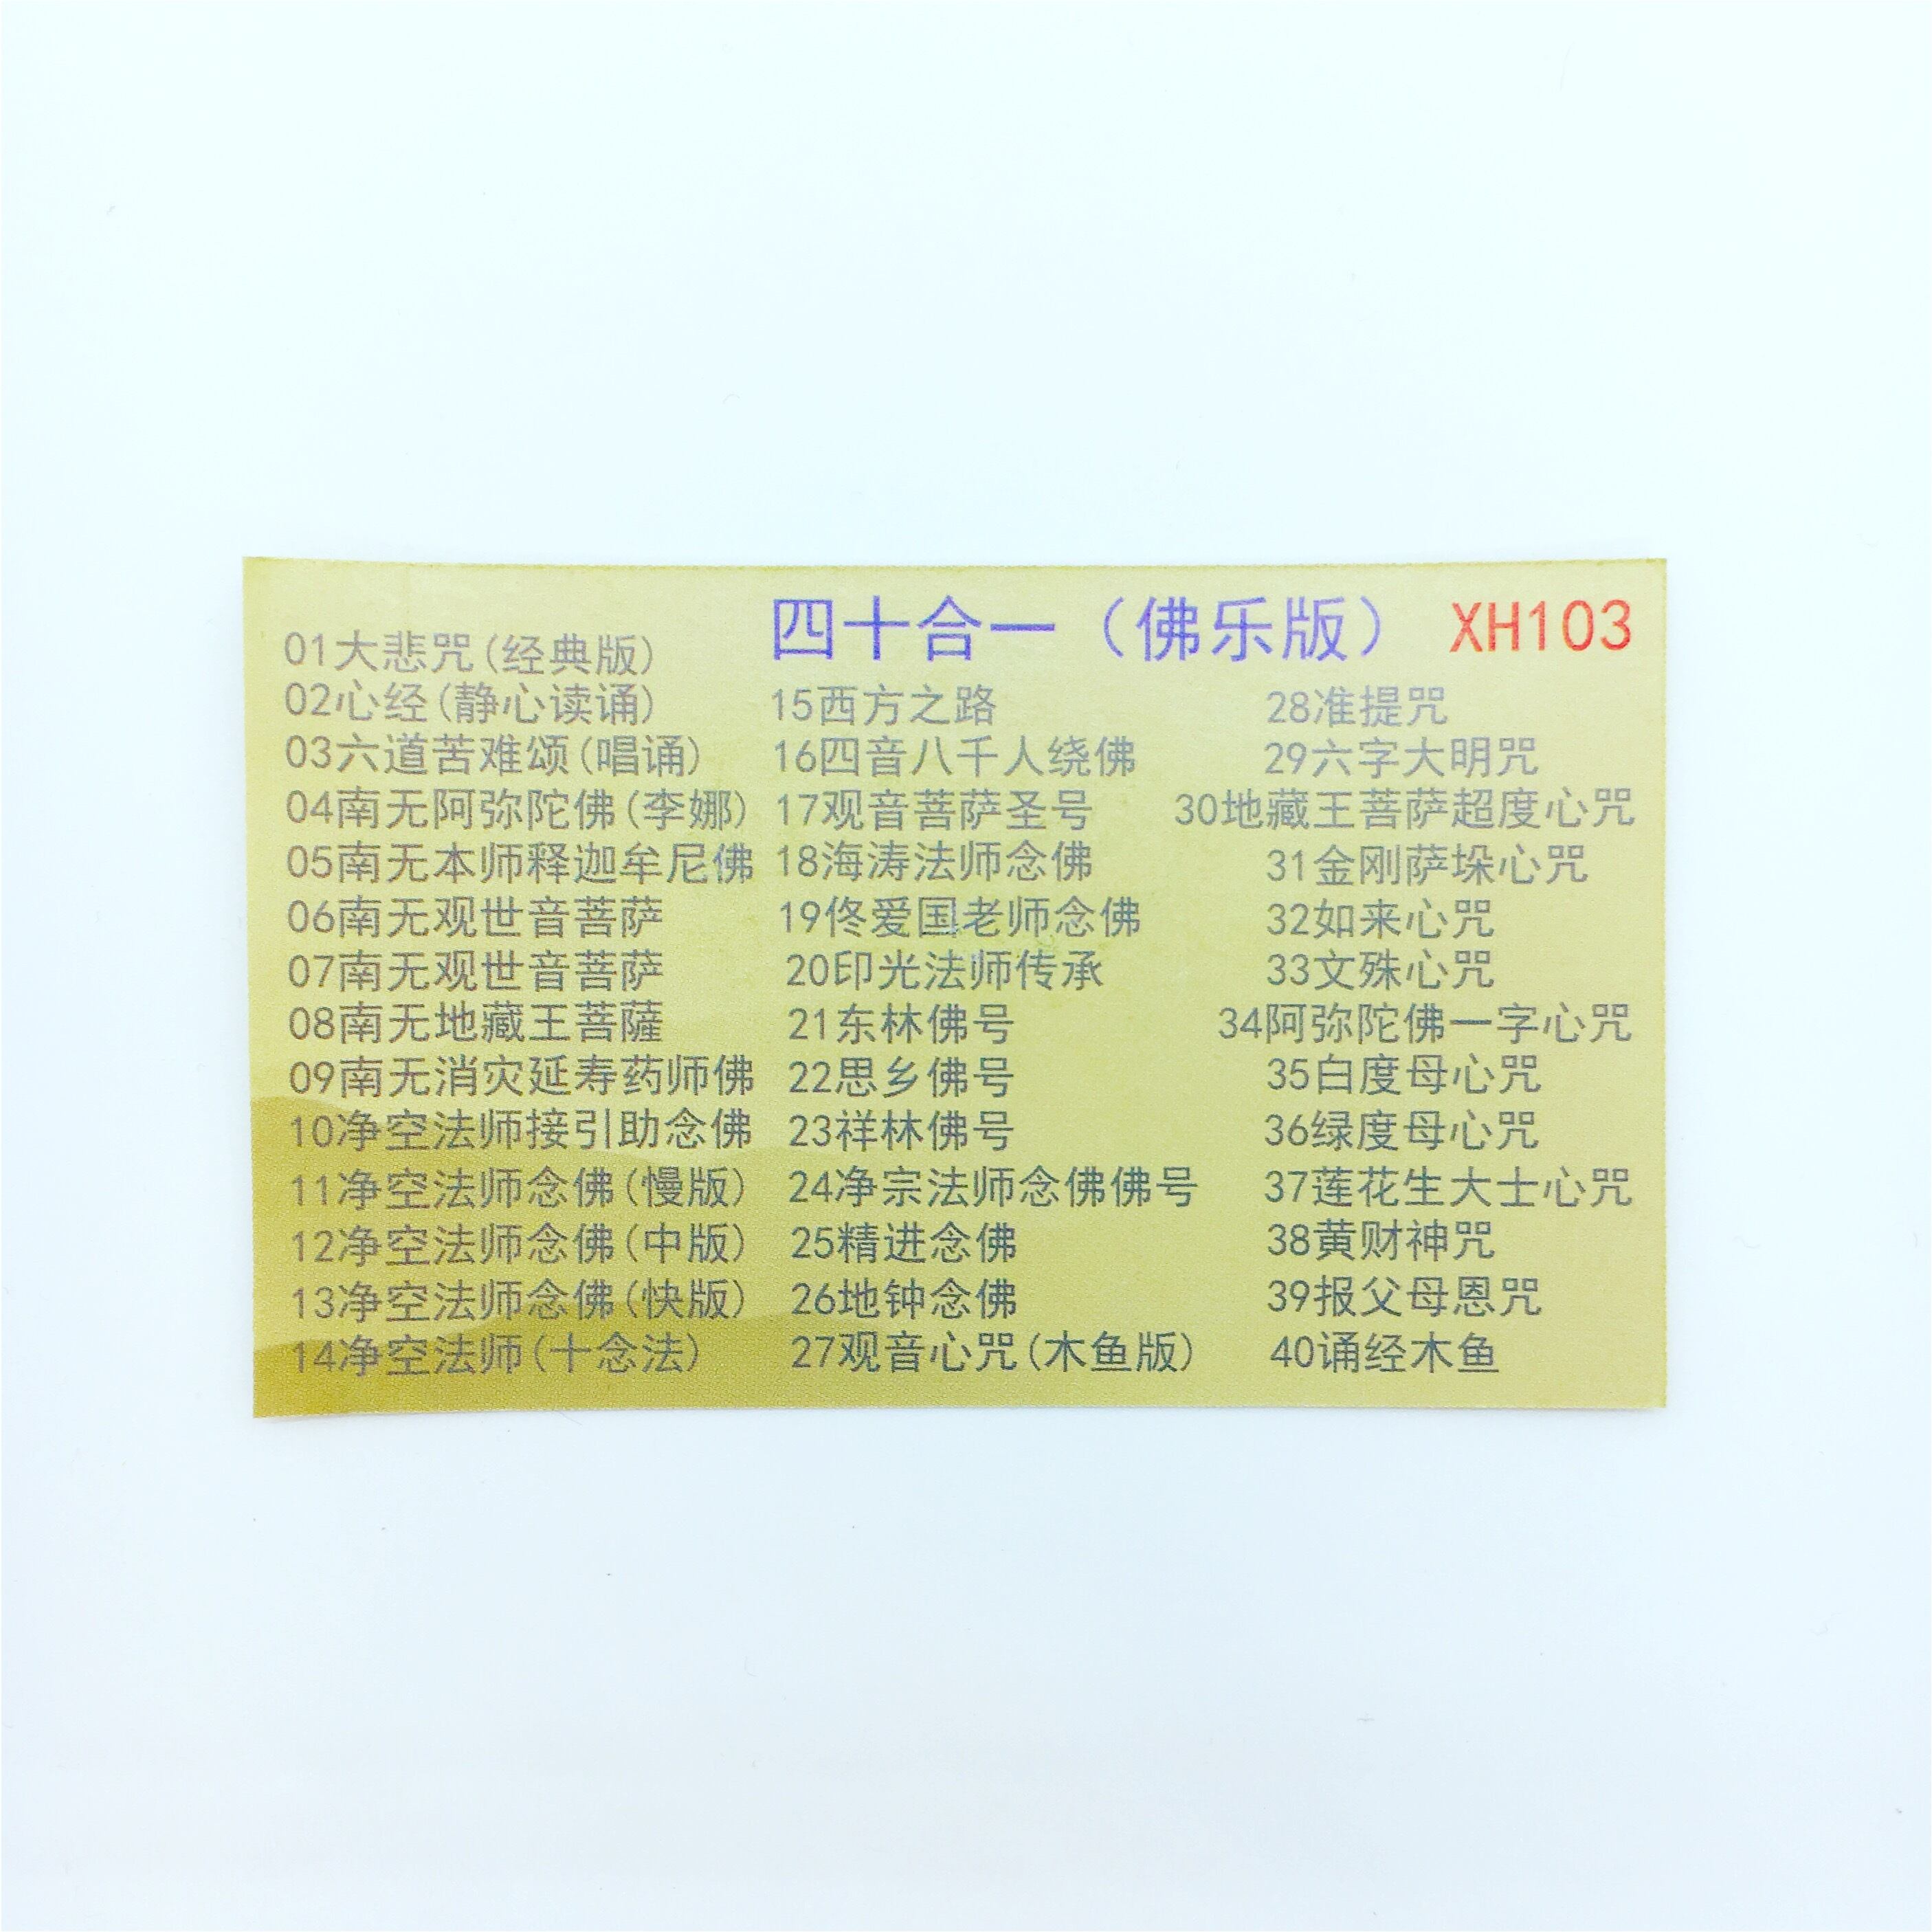 四十合一（佛乐版） XH103
01大悲咒(经典版)
02心经(静心读诵)
03六道苦难颂(唱诵)
04南无阿弥陀佛(李娜)
05南无本师释迦牟尼佛
06南无观世音菩萨
07南无观世音菩萨
08南无地藏王菩薩
09南无消灾延寿药师佛
10净空法师接引助念佛
11净空法师念佛(慢版)
12净空法师念佛(中版)
13净空法师念佛(快版)
14净空法师(十念法)
15西方之路
16四音八千人绕佛
17观音菩萨圣号
18海涛法师念佛
19佟爱国老师念佛
20印光法师传承
21东林佛号
22思乡佛号
23祥林佛号
24净宗法师念佛佛号
25精进念佛
26地钟念佛
27观音心咒(木鱼版)
28准提咒
29六字大明咒
30地藏王菩萨超度心咒
31金刚萨垛心咒
32如来心咒
33文殊心咒
34阿弥陀佛一字心咒
35白度母心咒
36绿度母心咒
37莲花生大士心咒
38黄财神咒
39报父母恩咒
40诵经木鱼